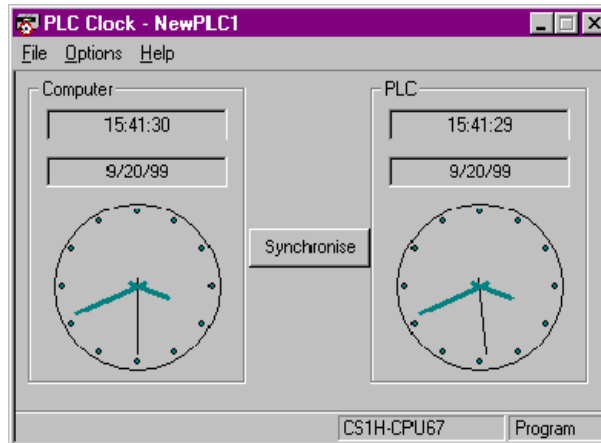 PLC Clock - NewPLC1
File Options Help
Computer
15:41:30
9/20/99
Synchronise
PLC
15:41:29
9/20/99
CS1H-CPU67 Program